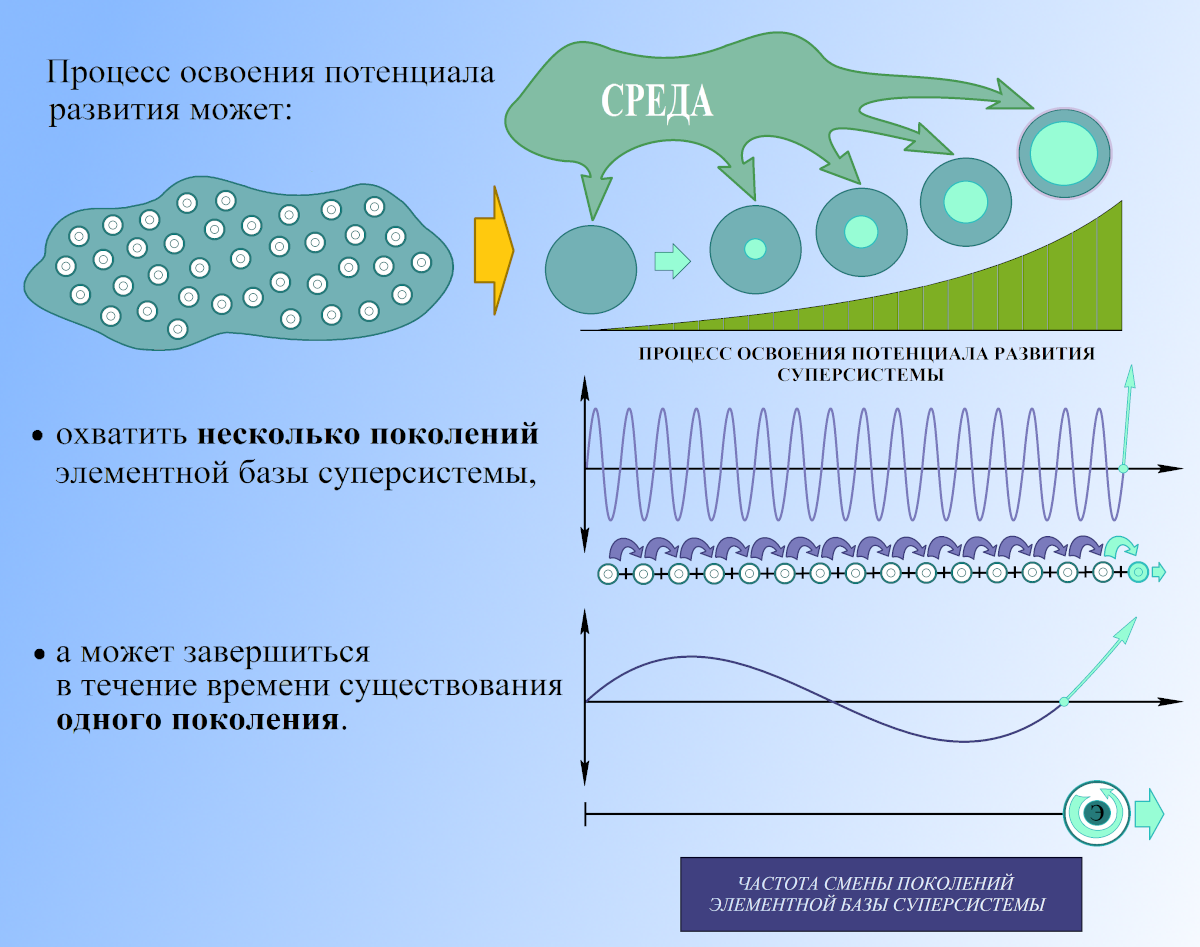 Процесс освоения потенциала
развития может:
СРЕДА
ПРОЦЕСС ОСВОЕНИЯ ПОТЕНЦИАЛА РАЗВИТИЯ
СУПЕРСИСТЕМЫ
• охватить несколько поколений
элементной базы суперсистемы,
• а может завершиться
в течение времени существования
одного поколения.
Э
ЧАСТОТА СМЕНЫ ПОКОЛЕНИЙ
ЭЛЕМЕНТНОЙ БАЗЫ СУПЕРСИСТЕМЫ